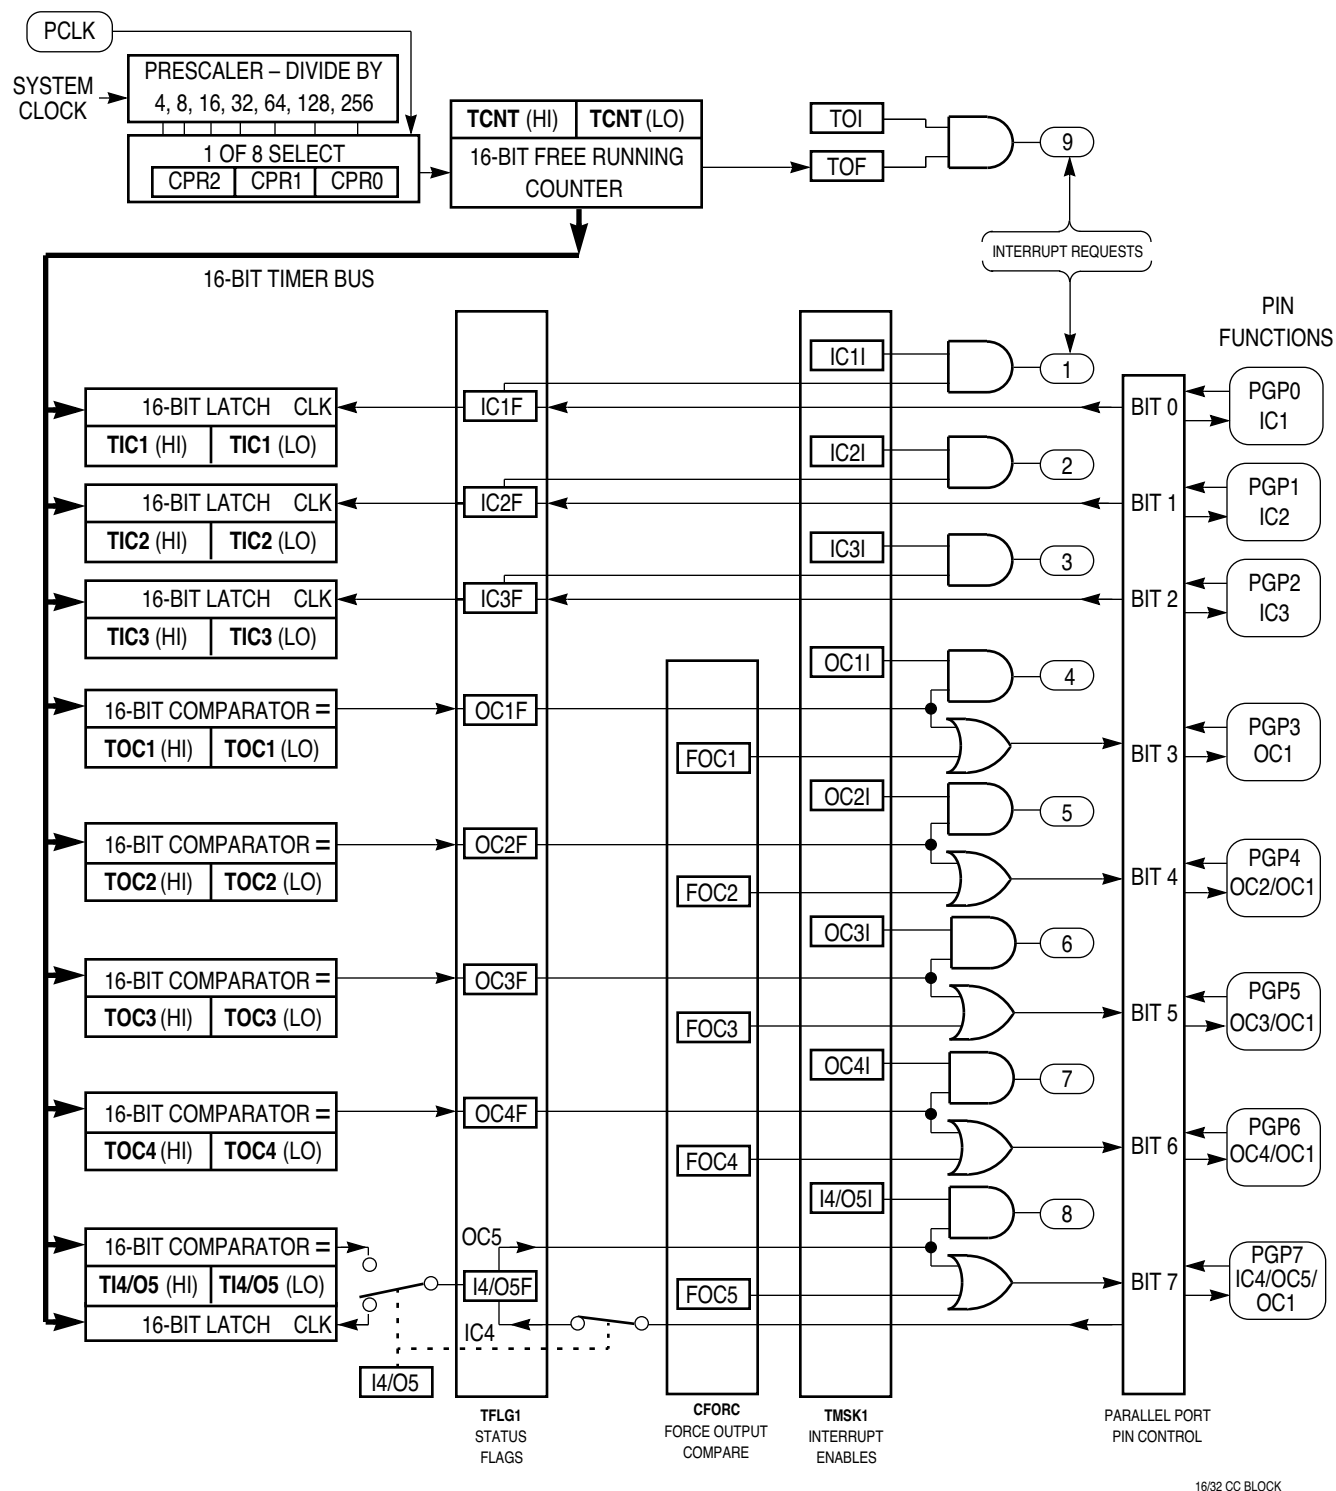 PCLK
SYSTEM
CLOCK
PRESCALER – DIVIDE BY
4, 8, 16, 32, 64, 128, 256
1 OF 8 SELECT
CPR2 CPR1 CPR0
TCNT (HI) TCNT (LO)
16-BIT FREE RUNNING
COUNTER
TOI
TOF
9
INTERRUPT REQUESTS
16-BIT TIMER BUS
PIN
FUNCTIONS
IC1I
1
16-BIT LATCH CLK
TIC1 (HI) TIC1 (LO)
IC1F
BIT 0
PGP0
IC1
IC2I
2
16-BIT LATCH CLK
TIC2 (HI) TIC2 (LO)
IC2F
BIT 1
PGP1
IC2
IC3I
3
16-BIT LATCH CLK
TIC3 (HI) TIC3 (LO)
IC3F
BIT 2
PGP2
IC3
OC1I
4
16-BIT COMPARATOR =
TOC1 (HI) TOC1 (LO)
OC1F
FOC1
BIT 3
PGP3
OC1
OC2I
5
16-BIT COMPARATOR =
TOC2 (HI) TOC2 (LO)
OC2F
FOC2
BIT 4
PGP4
OC2/OC1
OC3I
6
16-BIT COMPARATOR =
TOC3 (HI) TOC3 (LO)
OC3F
FOC3
BIT 5
PGP5
OC3/OC1
OC4I
7
16-BIT COMPARATOR =
TOC4 (HI) TOC4 (LO)
OC4F
FOC4
BIT 6
PGP6
OC4/OC1
I4/O5I
8
16-BIT COMPARATOR =
TI4/O5 (HI) TI4/O5 (LO)
16-BIT LATCH CLK
OC5
I4/O5F
IC4
FOC5
BIT 7
PGP7
IC4/OC5/
OC1
I4/O5
TFLG1
STATUS
FLAGS
CFORC
FORCE OUTPUT
COMPARE
TMSK1
INTERRUPT
ENABLES
PARALLEL PORT
PIN CONTROL
16/32 CC BLOCK